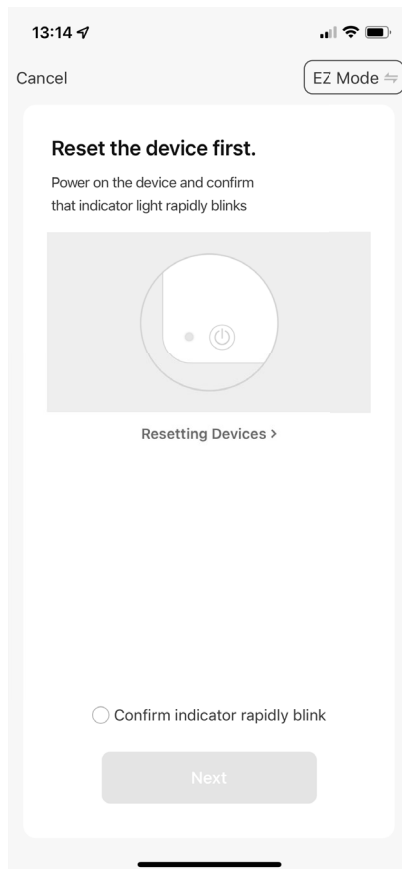 13:14
Cancel
EZ Mode
Reset the device first.
Power on the device and confirm
that indicator light rapidly blinks
Resetting Devices >
Confirm indicator rapidly blink
Next